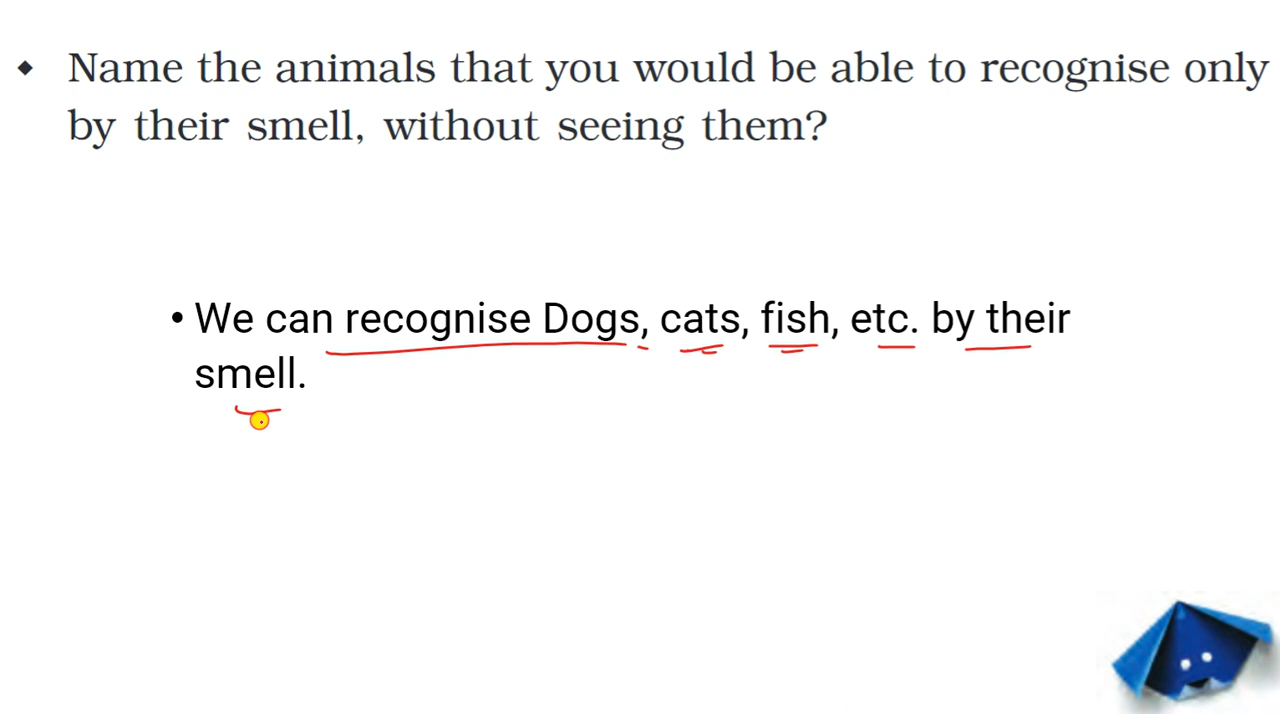 ◆ Name the animals that you would be able to recognise only
by their smell, without seeing them?
• We can recognise Dogs, cats, fish, etc. by their
smell.